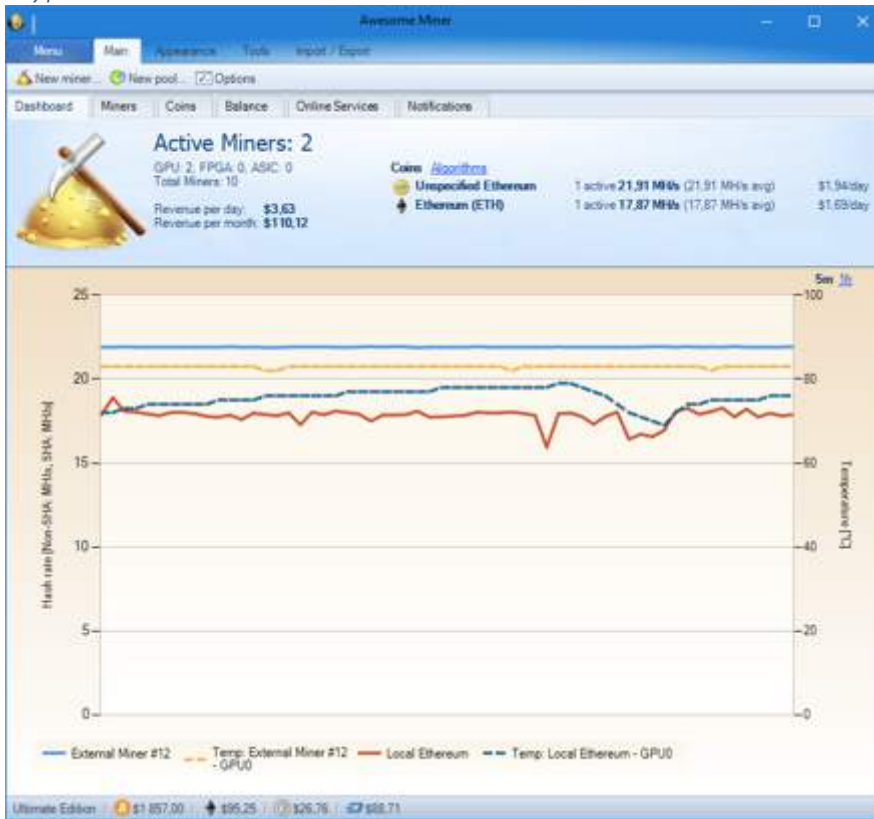 Awesome Miner
Menu Main Appearance Tools Import / Export
New miner... New pool... Options
Dashboard Miners Coins Balance Online Services Notifications
Active Miners: 2
GPU: 2, FPGA: 0, ASIC: 0
Total Miners: 10
Revenue per day: $3,63
Revenue per month: $110,12
Coins Algorithms
Unspecified Ethereum 1 active 21,91 MH/s (21,91 MH/s avg) $1,94/day
Ethereum (ETH) 1 active 17,87 MH/s (17,87 MH/s avg) $1,69/day
5m 1h
25
20
15
10
5
0
Hash rate [Non-SHA: MH/s, SHA: MH/s]
100
80
60
40
20
0
Temperature [°C]
External Miner #12
Temp: External Miner #12
- GPU0
Local Ethereum
Temp: Local Ethereum - GPU0
Ultimate Edition $1 857,00 $95,25 $26,76 $88,71